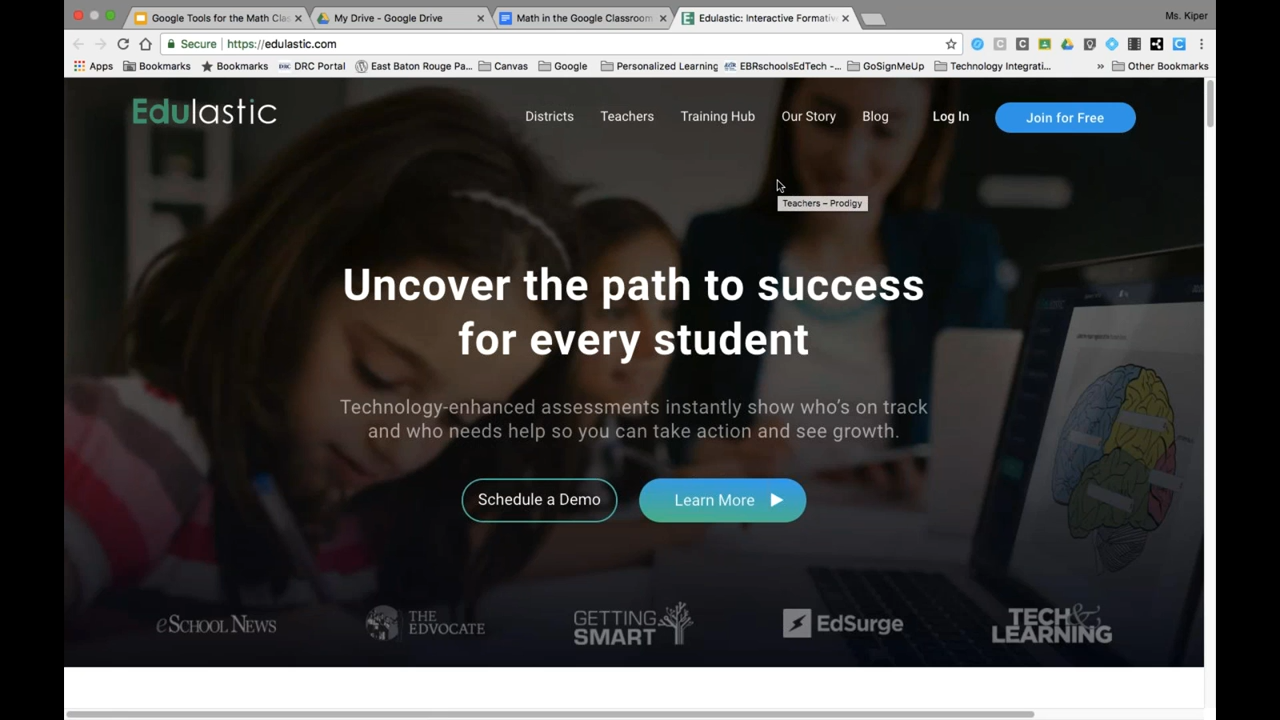 Google Tools for the Math Clas
My Drive - Google Drive
Math in the Google Classroom
Edulastic: Interactive Formativ
Ms. Kiper
Secure
https://edulastic.com
Apps
Bookmarks
Bookmarks
DRC Portal
East Baton Rouge Pa...
Canvas
Google
Personalized Learning
EBRschoolsEdTech -...
GoSignMeUp
Technology Integrati...
»
Other Bookmarks
Edulastic
Districts
Teachers
Training Hub
Our Story
Blog
Log In
Join for Free
Teachers – Prodigy
Uncover the path to success
for every student
Technology-enhanced assessments instantly show who's on track
and who needs help so you can take action and see growth.
Schedule a Demo
Learn More
eSchool News
THE
EDVOCATE
GETTING
SMART
EdSurge
TECH &
LEARNING